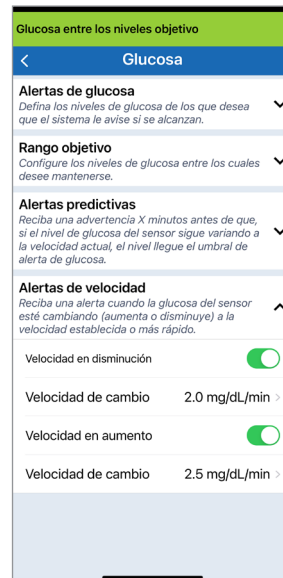 Glucosa entre los niveles objetivo
Glucosa
Alertas de glucosa
Defina los niveles de glucosa de los que desea
que el sistema le avise si se alcanzan.
Rango objetivo
Configure los niveles de glucosa entre los cuales
desee mantenerse.
Alertas predictivas
Reciba una advertencia X minutos antes de que,
si el nivel de glucosa del sensor sigue variando a
la velocidad actual, el nivel llegue el umbral de
alerta de glucosa.
Alertas de velocidad
Reciba una alerta cuando la glucosa del sensor
esté cambiando (aumenta o disminuye) a la
velocidad establecida o más rápido.
Velocidad en disminución
Velocidad de cambio 2.0 mg/dL/min
Velocidad en aumento
Velocidad de cambio 2.5 mg/dL/min